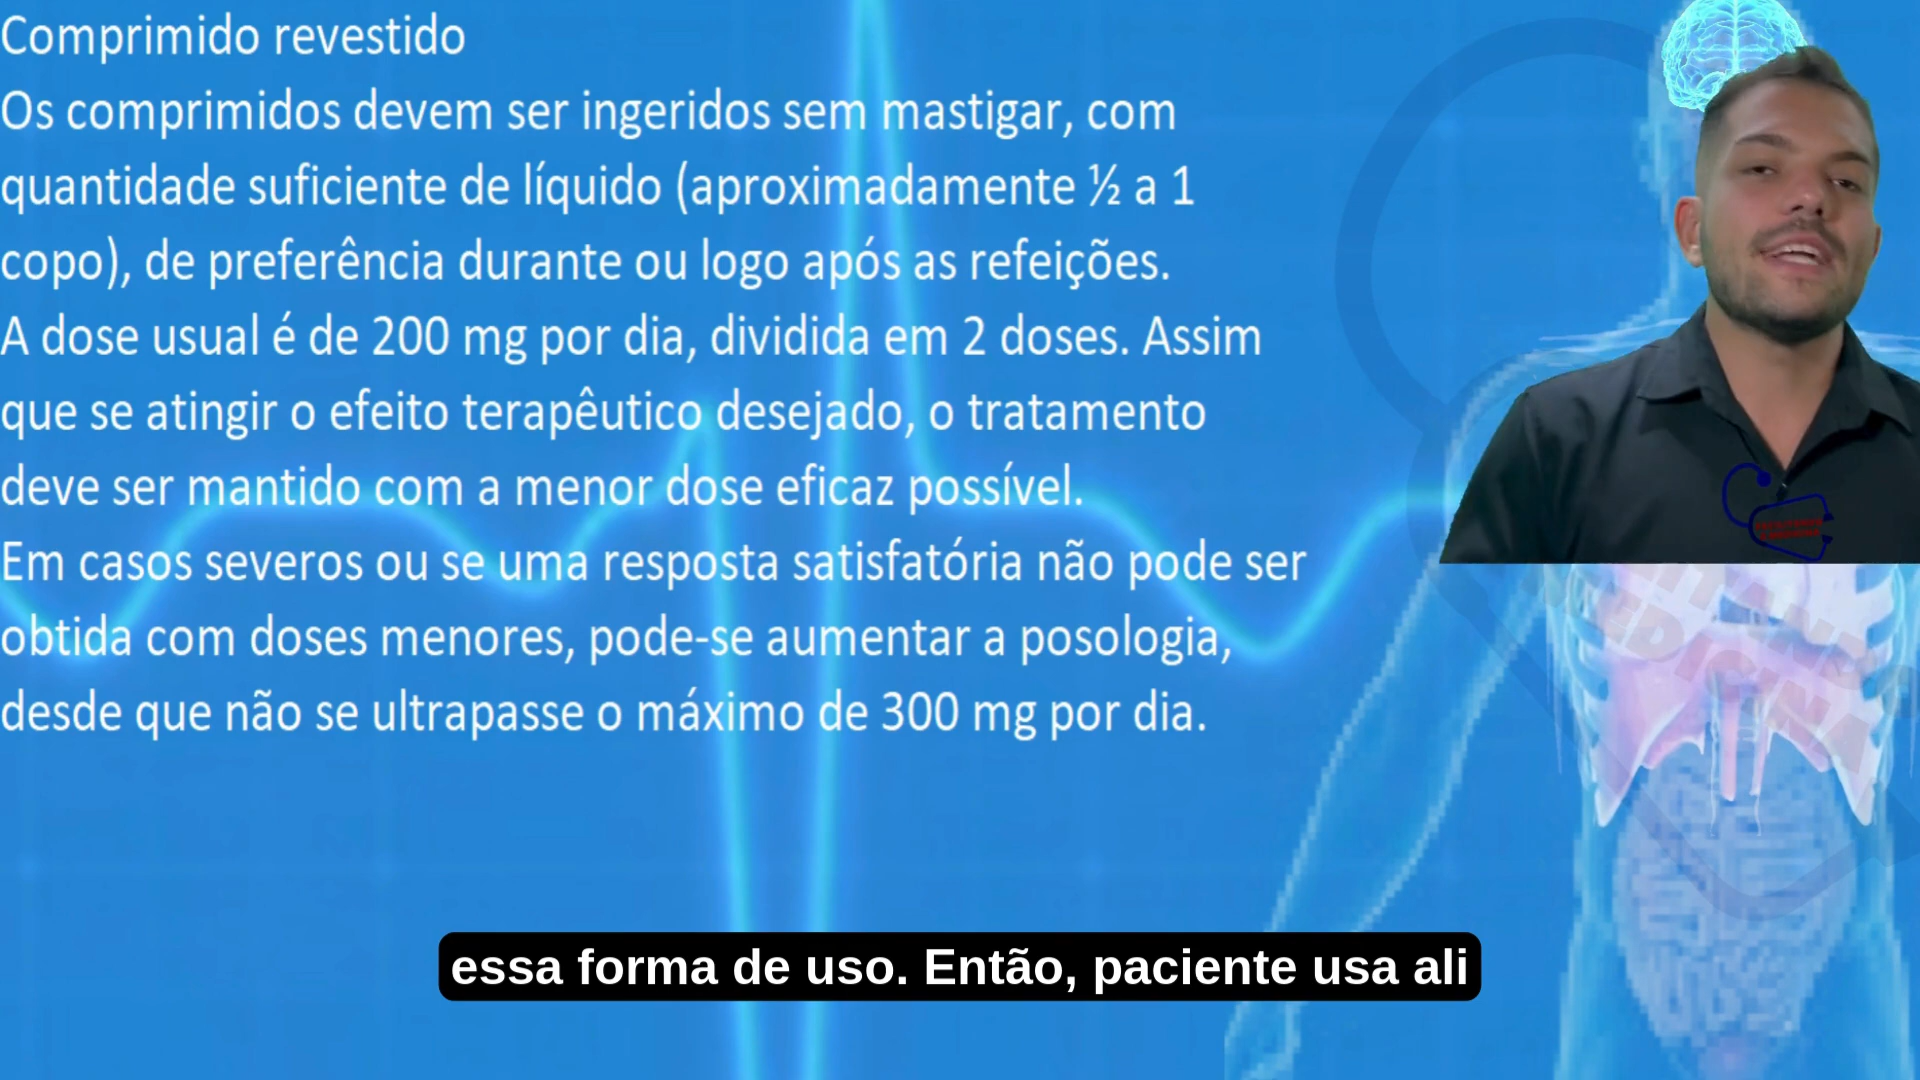 Comprimido revestido
Os comprimidos devem ser ingeridos sem mastigar, com
quantidade suficiente de líquido (aproximadamente ½ a 1
copo), de preferência durante ou logo após as refeições.
A dose usual é de 200 mg por dia, dividida em 2 doses. Assim
que se atingir o efeito terapêutico desejado, o tratamento
deve ser mantido com a menor dose eficaz possível.
Em casos severos ou se uma resposta satisfatória não pode ser
obtida com doses menores, pode-se aumentar a posologia,
desde que não se ultrapasse o máximo de 300 mg por dia.
essa forma de uso. Então, paciente usa ali